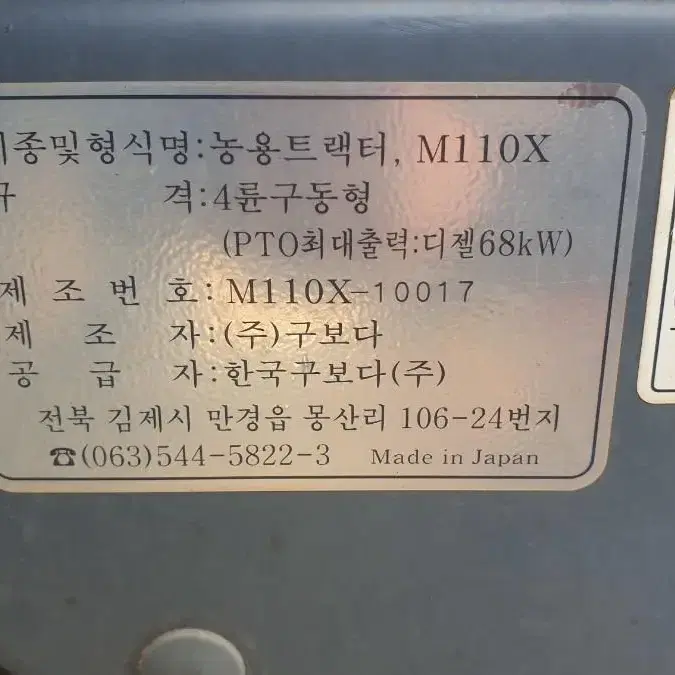 기종및형식명:농용트랙터, M110X
규 격:4륜구동형
(PTO최대출력:디젤68kW)
제 조 번 호: M110X-10017
제 조 자:(주)구보다
공 급 자:한국구보다(주)
전북 김제시 만경읍 몽산리 106-24번지
☎(063)544-5822-3 Made in Japan